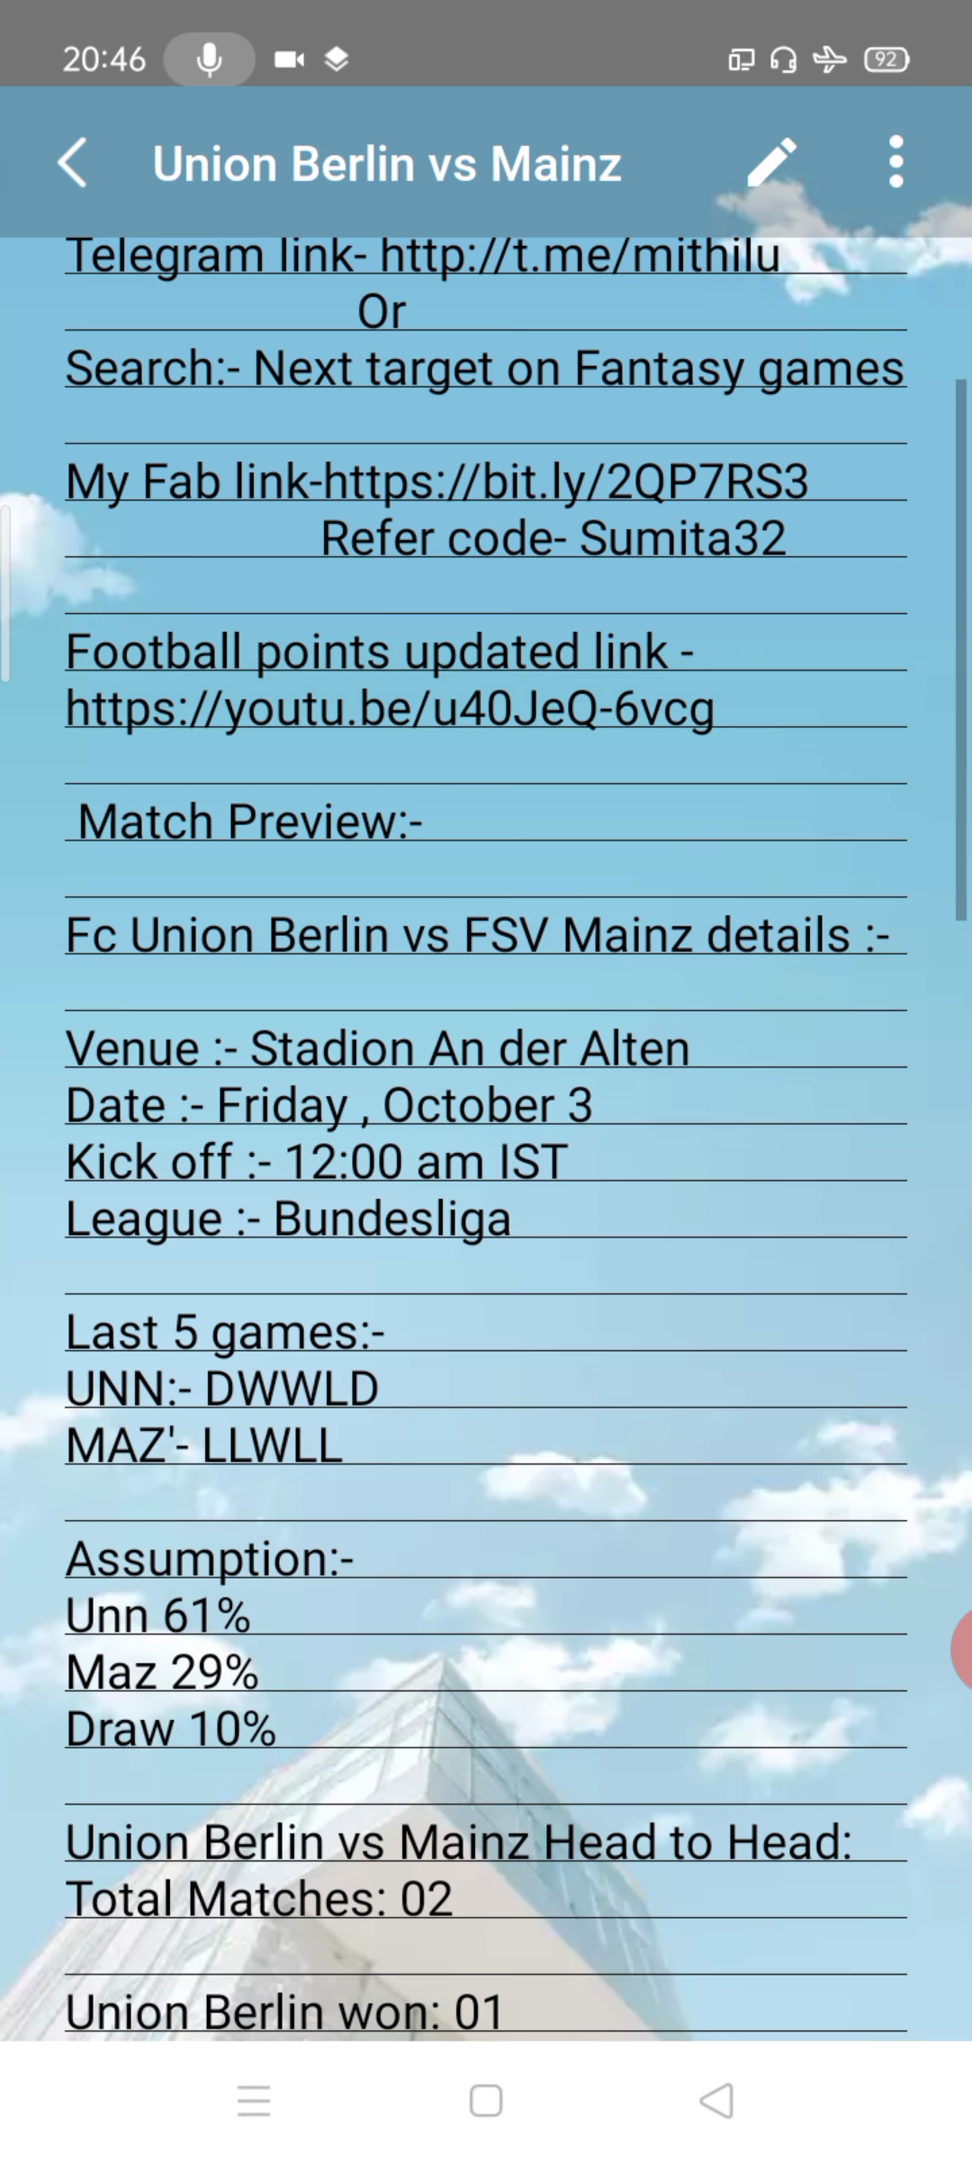 20:46
92
Union Berlin vs Mainz
Telegram link- http://t.me/mithilu
Or
Search:- Next target on Fantasy games
My Fab link-https://bit.ly/2QP7RS3
Refer code- Sumita32
Football points updated link -
https://youtu.be/u40JeQ-6vcg
Match Preview:-
Fc Union Berlin vs FSV Mainz details :-
Venue :- Stadion An der Alten
Date :- Friday , October 3
Kick off :- 12:00 am IST
League :- Bundesliga
Last 5 games:-
UNN:- DWWLD
MAZ'- LLWLL
Assumption:-
Unn 61%
Maz 29%
Draw 10%
Union Berlin vs Mainz Head to Head:
Total Matches: 02
Union Berlin won: 01